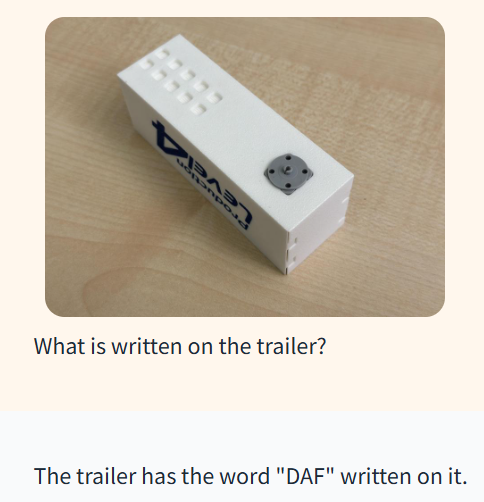 Production
Level 4
What is written on the trailer?
The trailer has the word "DAF" written on it.